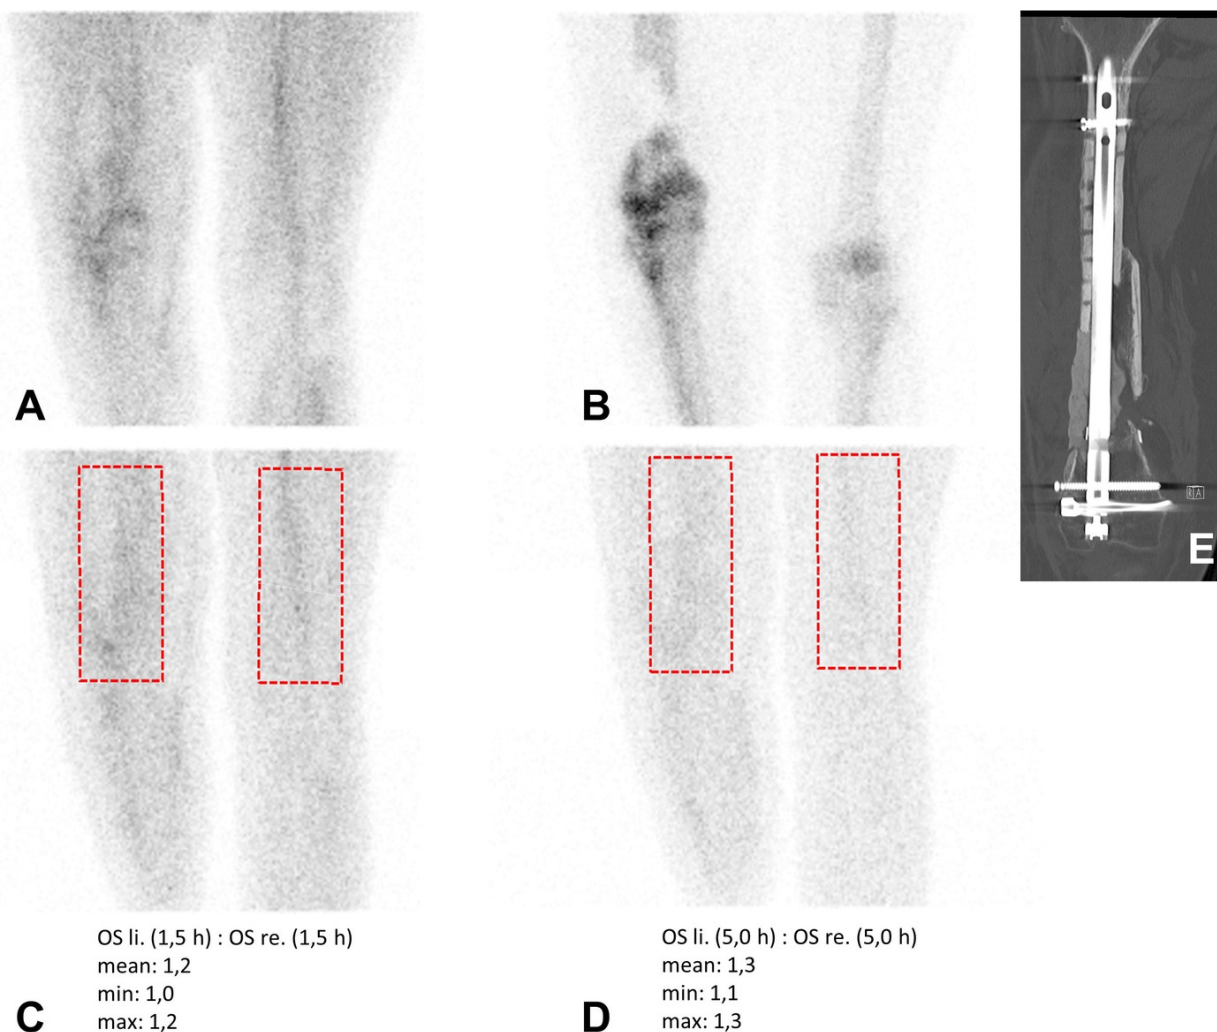 A
B
E
OS li. (1,5 h) : OS re. (1,5 h)
mean: 1,2
min: 1,0
max: 1,2
C
OS li. (5,0 h) : OS re. (5,0 h)
mean: 1,3
min: 1,1
max: 1,3
D